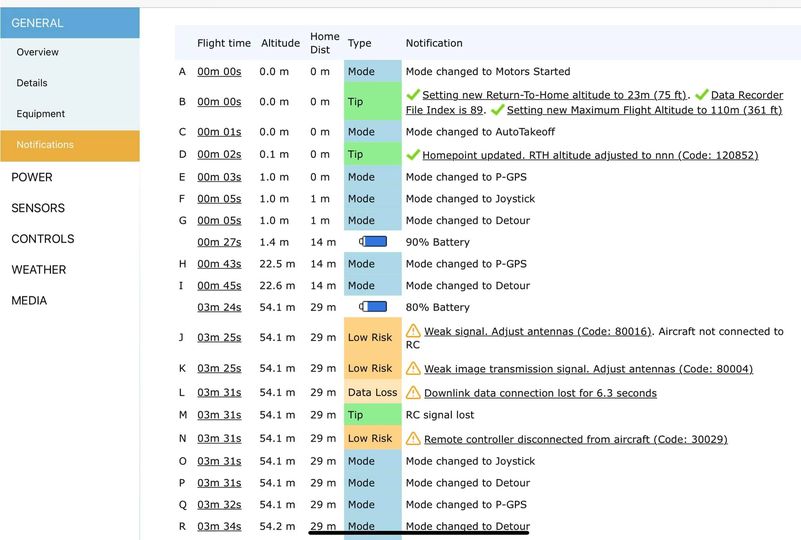 GENERAL
Overview
Details
Equipment
Notifications
POWER
SENSORS
CONTROLS
WEATHER
MEDIA
Flight time Altitude Home Dist Type Notification
A 00m 00s 0.0 m 0 m Mode Mode changed to Motors Started
B 00m 00s 0.0 m 0 m Tip Setting new Return-To-Home altitude to 23m (75 ft). Data Recorder
File Index is 89. Setting new Maximum Flight Altitude to 110m (361 ft)
C 00m 01s 0.0 m 0 m Mode Mode changed to AutoTakeoff
D 00m 02s 0.1 m 0 m Tip Homepoint updated. RTH altitude adjusted to nnn (Code: 120852)
E 00m 03s 1.0 m 0 m Mode Mode changed to P-GPS
F 00m 05s 1.0 m 1 m Mode Mode changed to Joystick
G 00m 05s 1.0 m 1 m Mode Mode changed to Detour
00m 27s 1.4 m 14 m 90% Battery
H 00m 43s 22.5 m 14 m Mode Mode changed to P-GPS
I 00m 45s 22.6 m 14 m Mode Mode changed to Detour
03m 24s 54.1 m 29 m 80% Battery
J 03m 25s 54.1 m 29 m Low Risk Weak signal. Adjust antennas (Code: 80016). Aircraft not connected to
RC
K 03m 25s 54.1 m 29 m Low Risk Weak image transmission signal. Adjust antennas (Code: 80004)
L 03m 31s 54.1 m 29 m Data Loss Downlink data connection lost for 6.3 seconds
M 03m 31s 54.1 m 29 m Tip RC signal lost
N 03m 31s 54.1 m 29 m Low Risk Remote controller disconnected from aircraft (Code: 30029)
O 03m 31s 54.1 m 29 m Mode Mode changed to Joystick
P 03m 31s 54.1 m 29 m Mode Mode changed to Detour
Q 03m 32s 54.1 m 29 m Mode Mode changed to P-GPS
R 03m 34s 54.2 m 29 m Mode Mode changed to Detour